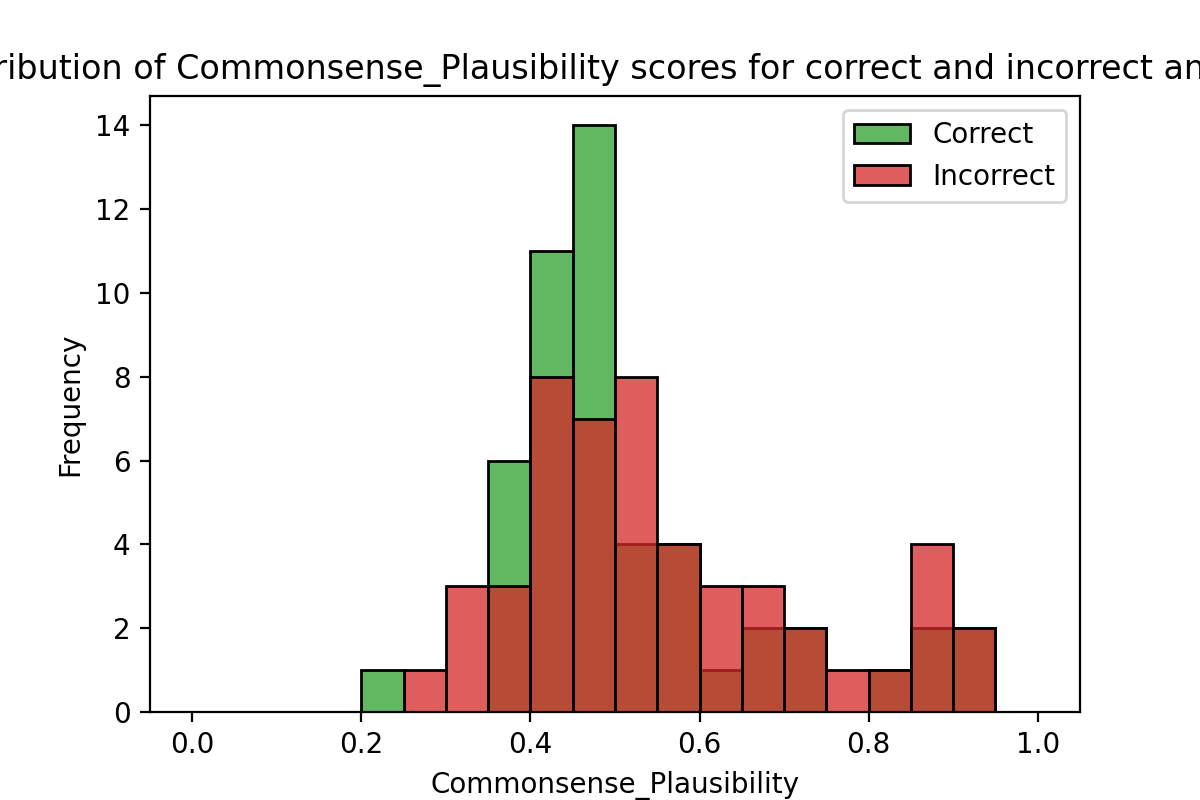 ribution of Commonsense_Plausibility scores for correct and incorrect an
Correct
Incorrect
14
12
10
8
6
4
2
0
Frequency
0.0 0.2 0.4 0.6 0.8 1.0
Commonsense_Plausibility